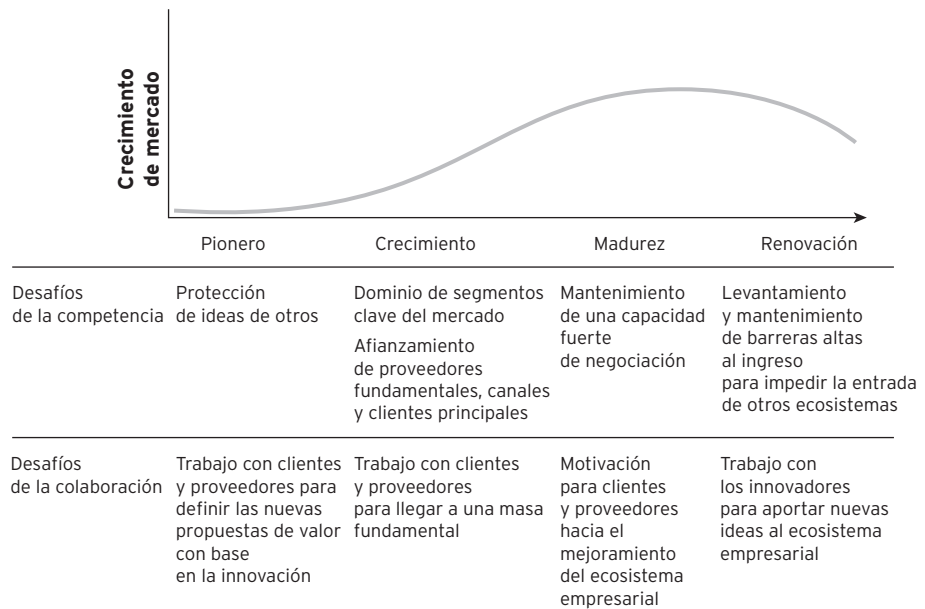 Crecimiento
de mercado
Pionero
Crecimiento
Madurez
Renovación
Desafíos
de la competencia
Protección
de ideas de otros
Dominio de segmentos
clave del mercado
Afianzamiento
de proveedores
fundamentales, canales
y clientes principales
Mantenimiento
de una capacidad
fuerte
de negociación
Levantamiento
y mantenimiento
de barreras altas
al ingreso
para impedir la entrada
de otros ecosistemas
Desafíos
de la colaboración
Trabajo con clientes
y proveedores para
definir las nuevas
propuestas de valor
con base
en la innovación
Trabajo con clientes
y proveedores
para llegar a una masa
fundamental
Motivación
para clientes
y proveedores
hacia el
mejoramiento
del ecosistema
empresarial
Trabajo con
los innovadores
para aportar nuevas
ideas al ecosistema
empresarial